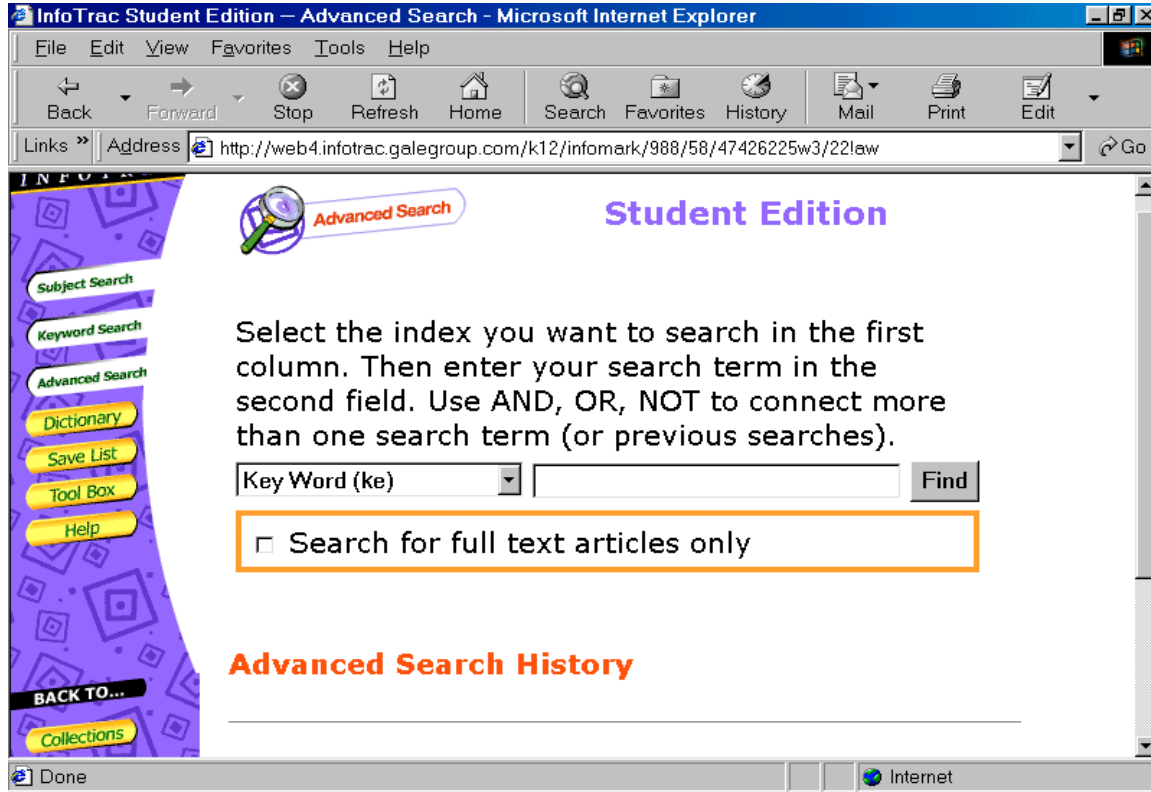 InfoTrac Student Edition — Advanced Search - Microsoft Internet Explorer
File Edit View Favorites Tools Help
Back Forward Stop Refresh Home Search Favorites History Mail Print Edit
Links » Address http://web4.infotrac.galegroup.com/k12/infomark/988/58/47426225w3/22!aw Go
Advanced Search
Student Edition
Subject Search
Keyword Search
Advanced Search
Dictionary
Save List
Tool Box
Help
BACK TO...
Collections
Select the index you want to search in the first
column. Then enter your search term in the
second field. Use AND, OR, NOT to connect more
than one search term (or previous searches).
Key Word (ke) Find
Search for full text articles only
Advanced Search History
Done Internet